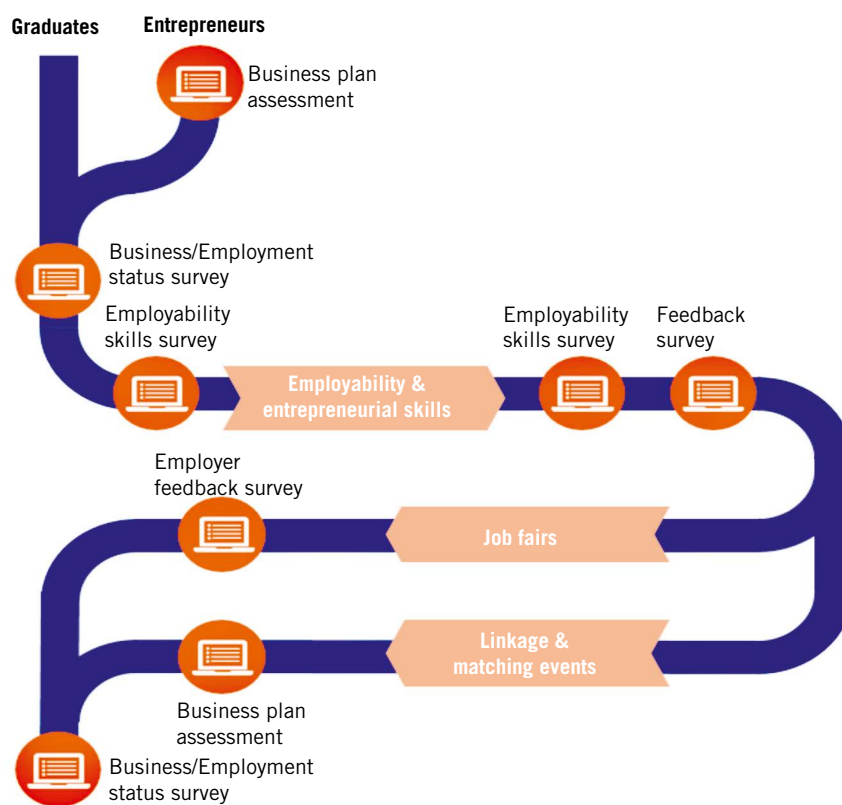 Graduates
Entrepreneurs
Business plan
assessment
Business/Employment
status survey
Employability
skills survey
Employability &
entrepreneurial skills
Employability
skills survey
Feedback
survey
Employer
feedback survey
Job fairs
Linkage &
matching events
Business plan
assessment
Business/Employment
status survey